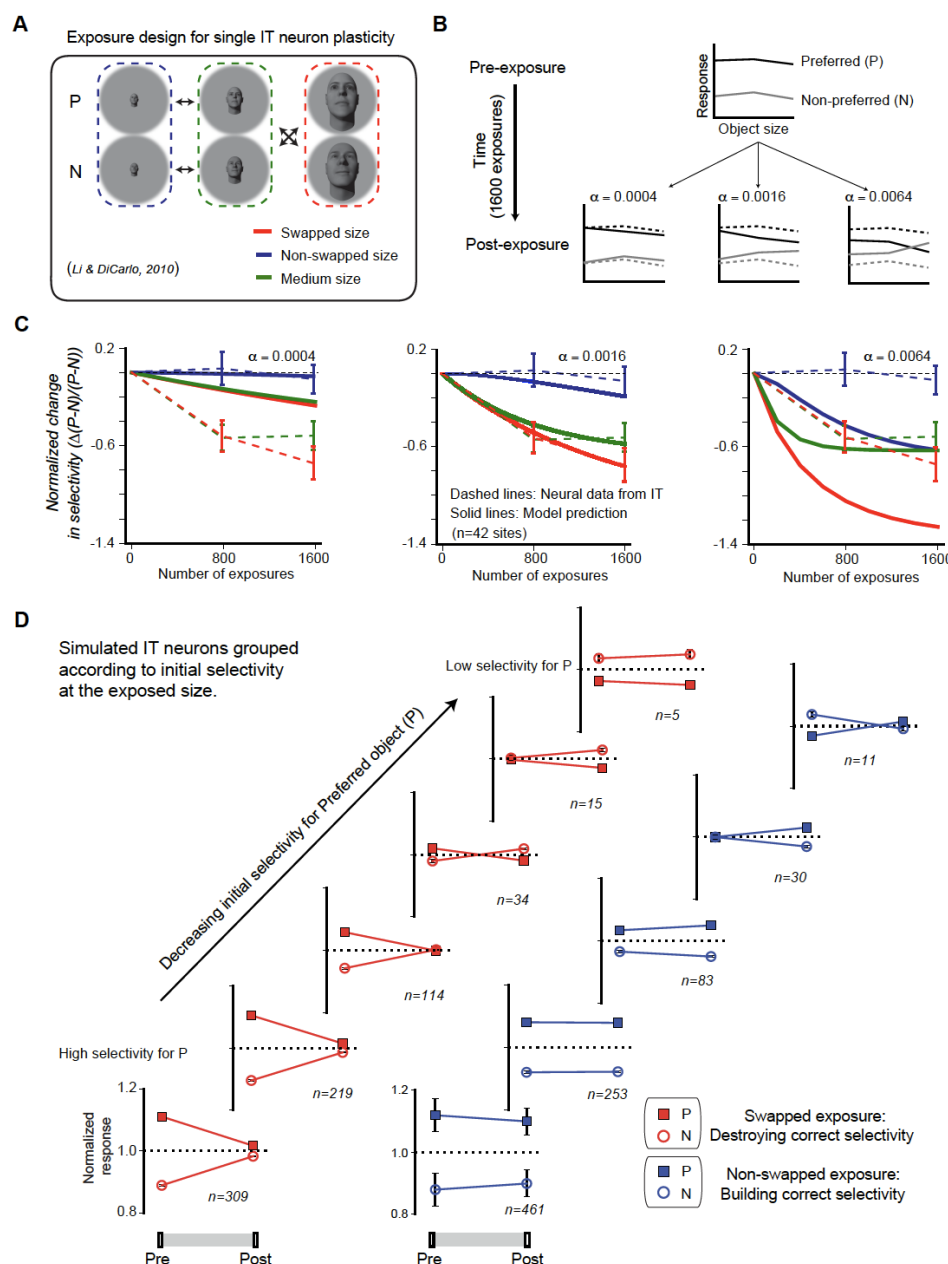 A
Exposure design for single IT neuron plasticity
P
N
Swapped size
Non-swapped size
Medium size
(Li & DiCarlo, 2010)
B
Pre-exposure
Time
(1600 exposures)
Post-exposure
Response
Preferred (P)
Non-preferred (N)
Object size
α = 0.0004
α = 0.0016
α = 0.0064
C
Normalized change
in selectivity (Δ(P-N)/(P-N))
0.2
-0.6
-1.4
α = 0.0004
0
800
1600
Number of exposures
0.2
-0.6
-1.4
α = 0.0016
Dashed lines: Neural data from IT
Solid lines: Model prediction
(n=42 sites)
0
800
1600
Number of exposures
0.2
-0.6
-1.4
α = 0.0064
0
800
1600
Number of exposures
D
Simulated IT neurons grouped
according to initial selectivity
at the exposed size.
Low selectivity for P
Decreasing initial selectivity for Preferred object (P)
n=5
n=11
n=15
n=30
n=34
n=83
n=114
n=253
High selectivity for P
n=219
Normalized
response
1.2
1.0
0.8
n=309
1.2
1.0
0.8
n=461
P
N
Swapped exposure:
Destroying correct selectivity
P
N
Non-swapped exposure:
Building correct selectivity
Pre
Post
Pre
Post